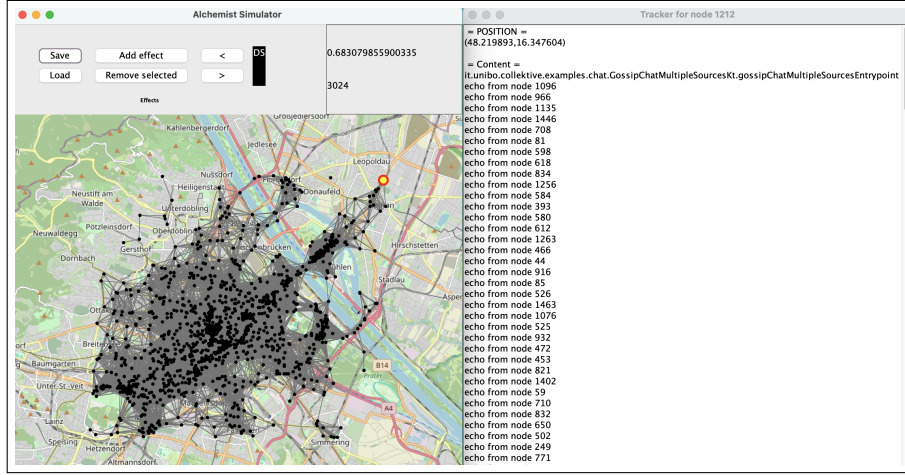 Alchemist Simulator
Save
Add effect
<
DS
Load
Remove selected
>
Effects
0.683079855900335
3024
Kahlenbergerdorf
Jedlesee
Leopoldau
Nussdorf
Heiligenstadt
Donaufeld
Neustift am
Walde
Unterdöbling
Pötzleinsdorf
Oberdöbling
Neuwaldegg
Gersthof
Hirschstetten
Dornbach
Stadlau
Breiten
Baumgarten
B14
Prater
Unter-St.-Veit
A4
Lainz
Speising
Hetzendorf
Simmering
Altmannsdorf
Tracker for node 1212
= POSITION =
(48.219893,16.347604)
= Content =
it.unibo.collektive.examples.chat.GossipChatMultipleSourcesKt.gossipChatMultipleSourcesEntrypoint
echo from node 1096
echo from node 966
echo from node 1135
echo from node 1446
echo from node 708
echo from node 81
echo from node 598
echo from node 618
echo from node 834
echo from node 1256
echo from node 584
echo from node 393
echo from node 580
echo from node 612
echo from node 1263
echo from node 466
echo from node 44
echo from node 916
echo from node 85
echo from node 526
echo from node 1463
echo from node 1076
echo from node 525
echo from node 932
echo from node 472
echo from node 453
echo from node 821
echo from node 1402
echo from node 59
echo from node 710
echo from node 832
echo from node 650
echo from node 502
echo from node 249
echo from node 771